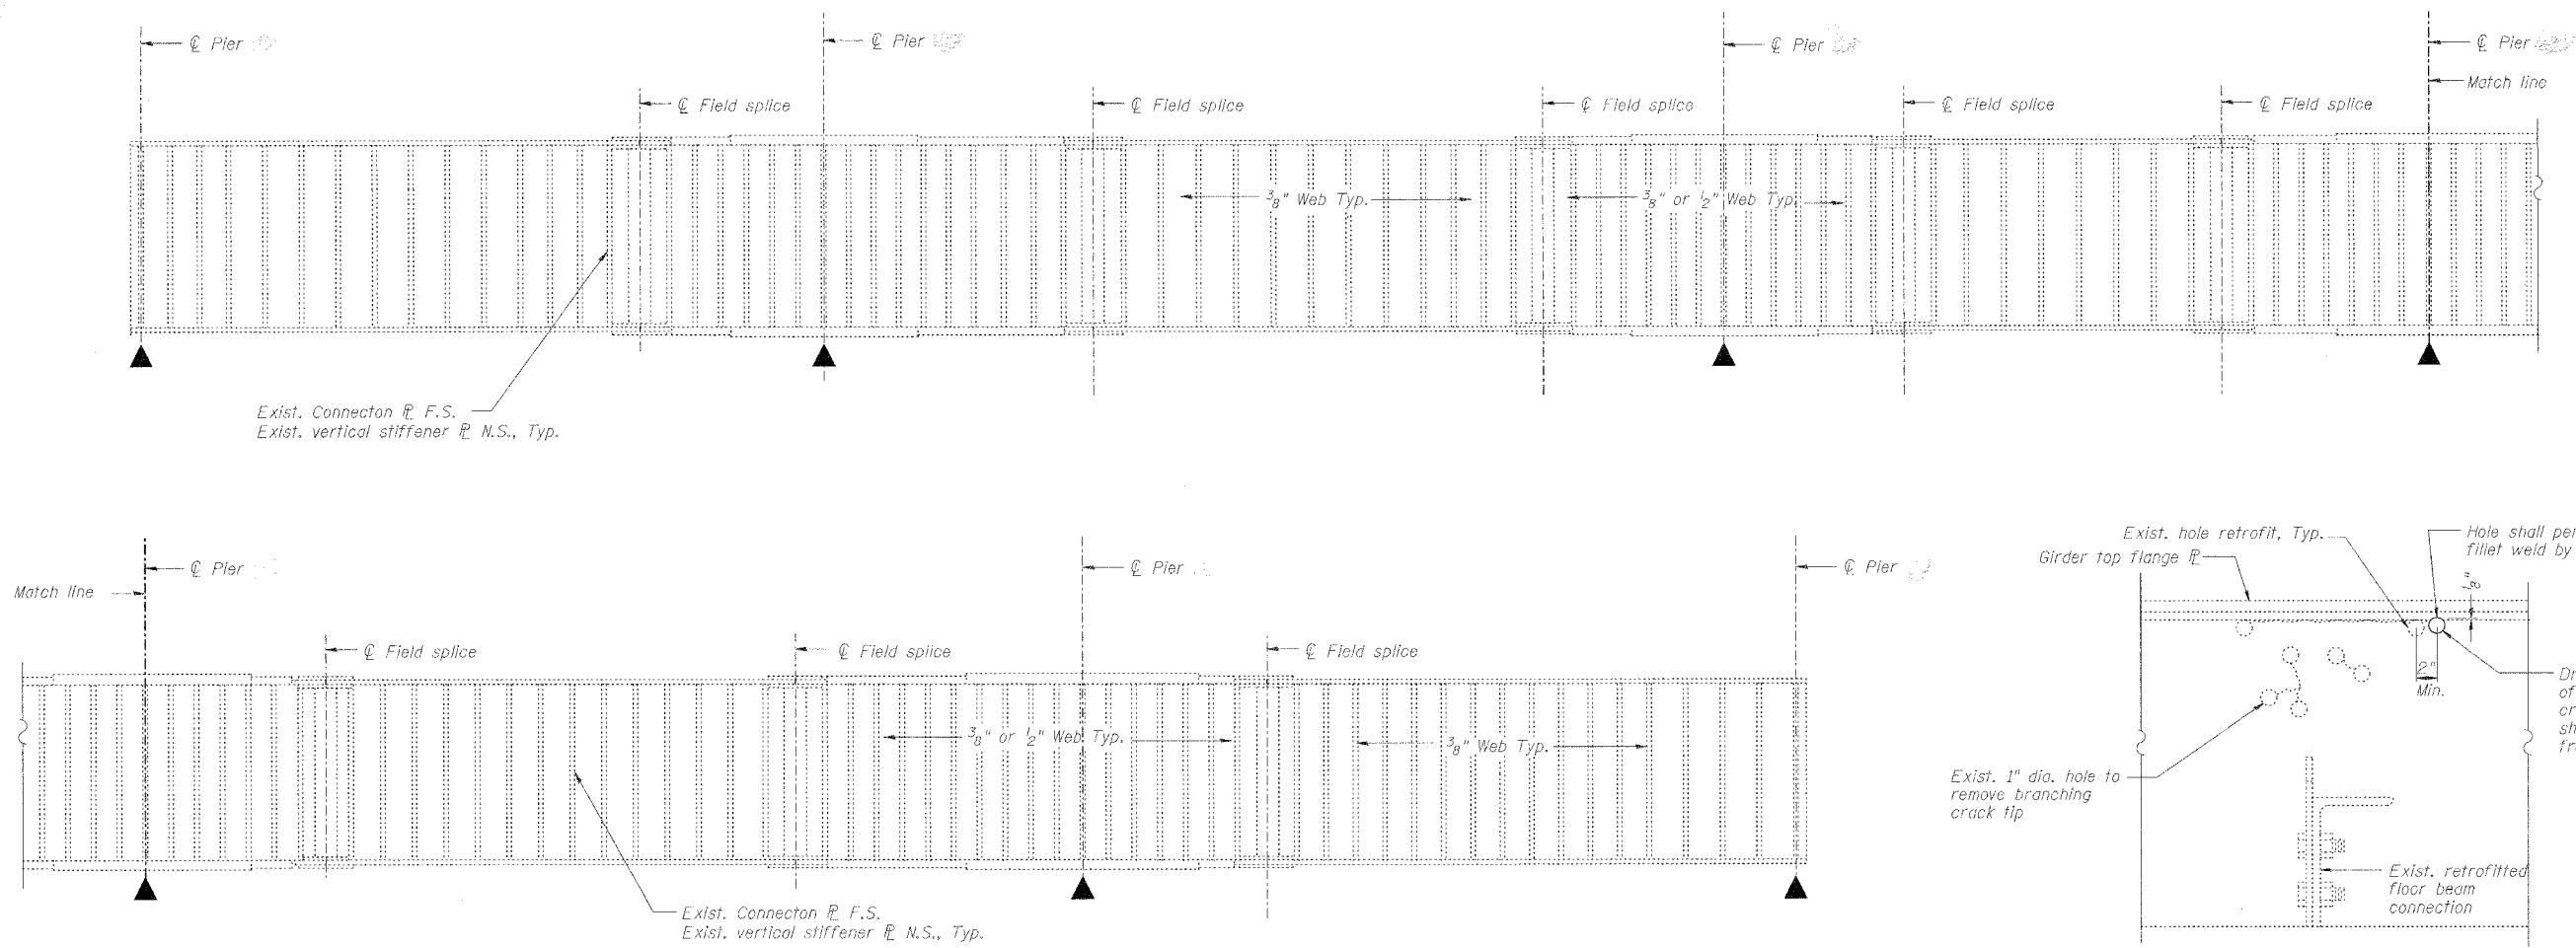 ℄ Pier
℄ Pier
℄ Pier
℄ Pier
Match line
℄ Field splice
℄ Field splice
℄ Field splice
℄ Field splice
℄ Field splice
3/8" Web Typ.
3/8" or 1/2" Web Typ.
Exist. Connecton ℄ F.S.
Exist. vertical stiffener ℄ N.S., Typ.
Match line
℄ Pier
℄ Pier
℄ Pier
℄ Field splice
℄ Field splice
℄ Field splice
3/8" or 1/2" Web Typ.
3/8" Web Typ.
Exist. Connecton ℄ F.S.
Exist. vertical stiffener ℄ N.S., Typ.
Exist. hole retrofit, Typ.
Girder top flange ℄
Hole shall
fillet weld by
1/8"
2"
Min.
of
Exist. 1" dia. hole to
remove branching
crack tip
Exist. retrofitted
floor beam
connection